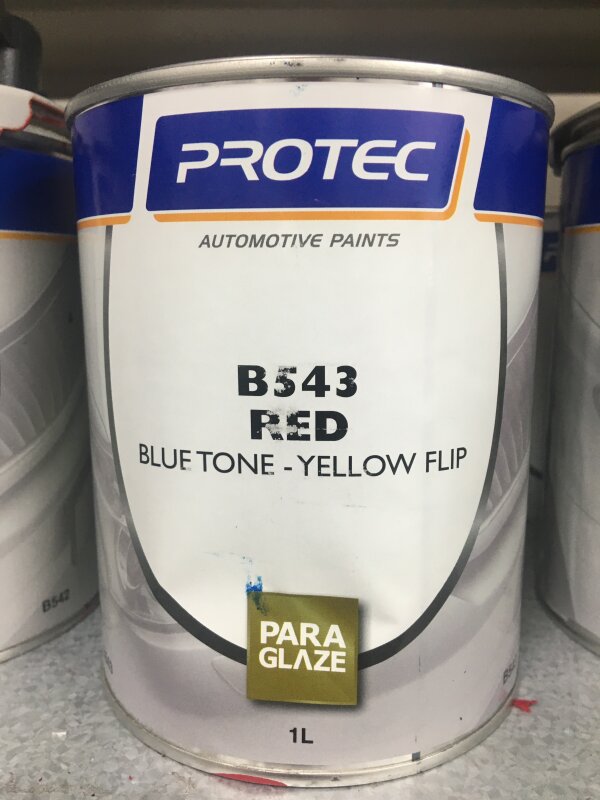 PROTEC
AUTOMOTIVE PAINTS
B543
RED
BLUE TONE - YELLOW FLIP
PARA
GLAZE
1L
B542